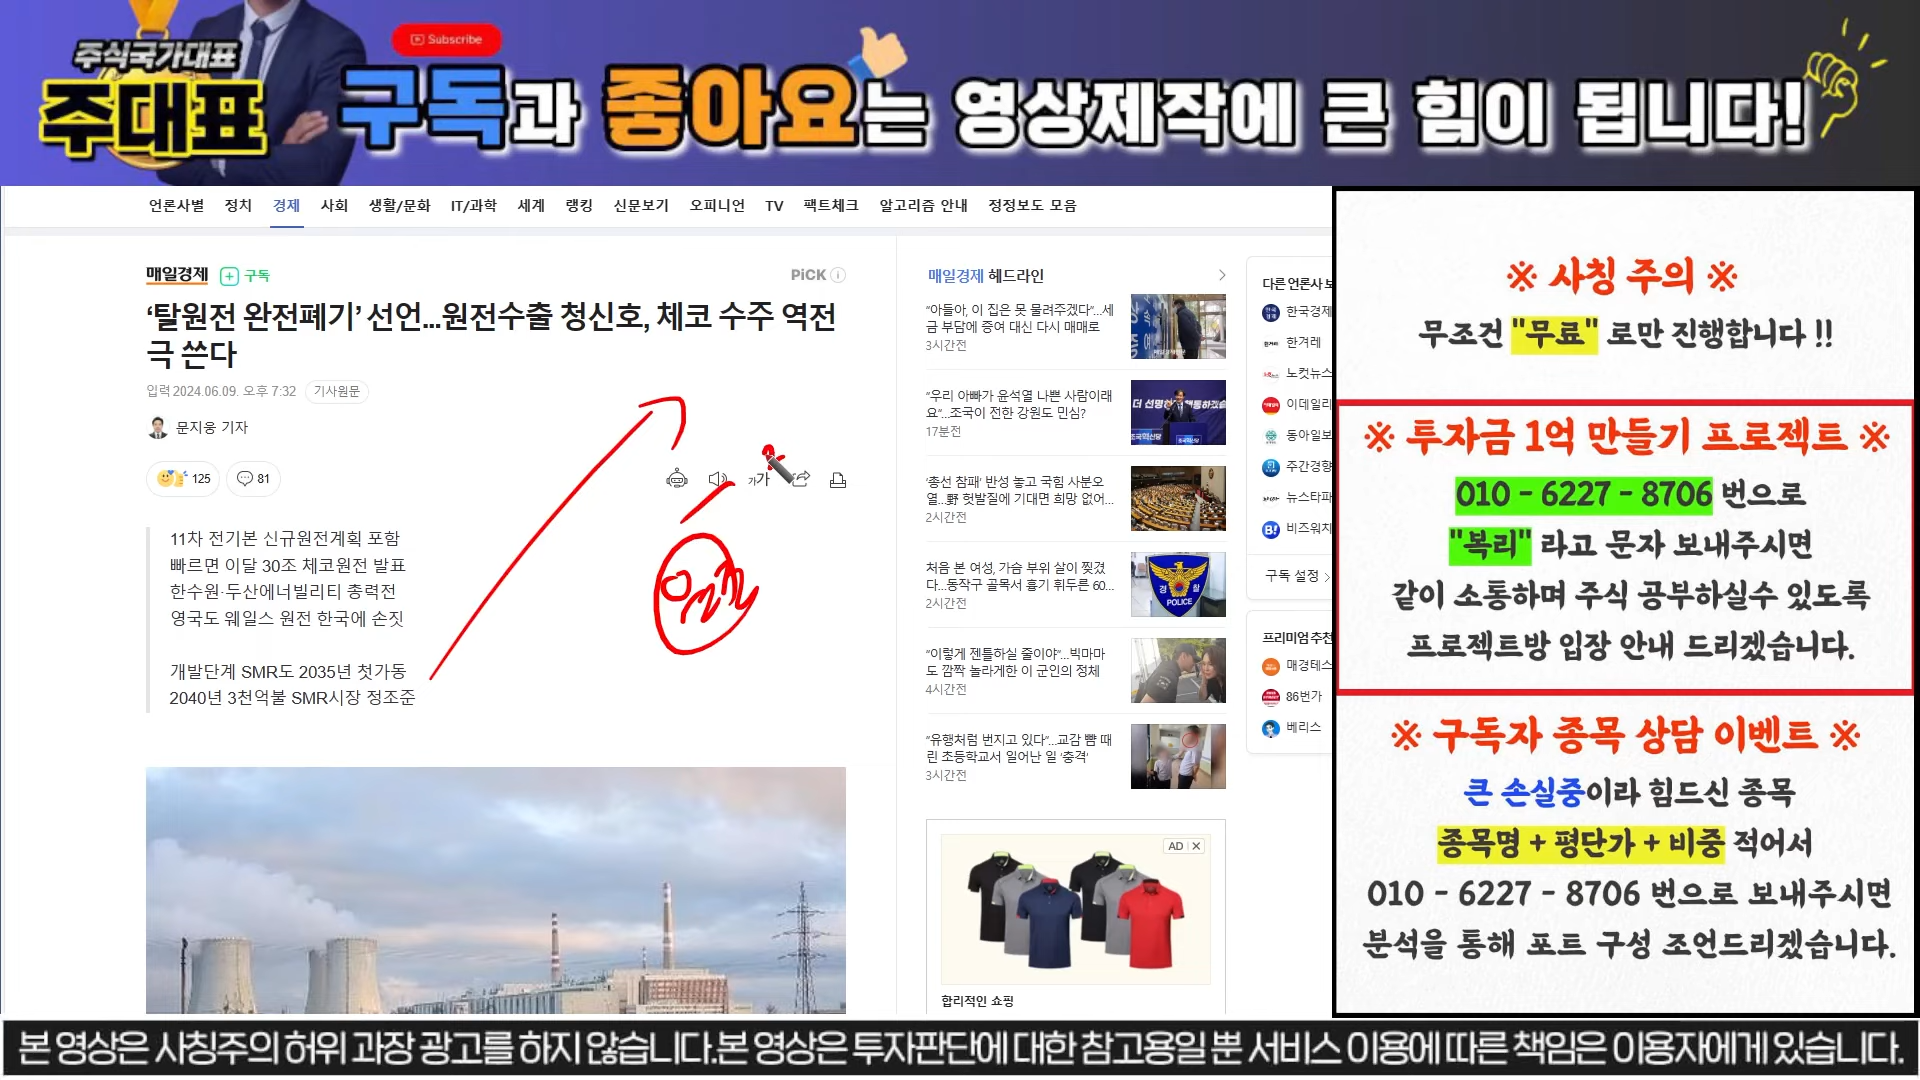 주식국가대표
주대표
Subscribe
구독과 좋아요는 영상제작에 큰 힘이 됩니다!
언론사별 정치 경제 사회 생활/문화 IT/과학 세계 랭킹 신문보기 오피니언 TV 팩트체크 알고리즘 안내 정정보도 모음
매일경제 구독
PiCK
‘탈원전 완전폐기’ 선언…원전수출 청신호, 체코 수주 역전
극 쓴다
입력 2024.06.09. 오후 7:32 기사원문
문지웅 기자
125 81
가가
11차 전기본 신규원전계획 포함
빠르면 이달 30조 체코원전 발표
한수원·두산에너빌리티 총력전
영국도 웨일스 원전 한국에 손짓
개발단계 SMR도 2035년 첫가동
2040년 3천억불 SMR시장 정조준
원전
매일경제 헤드라인
“아들아, 이 집은 못 물려주겠다”…세
금 부담에 증여 대신 다시 매매로
3시간전
“우리 아빠가 윤석열 나쁜 사람이래
요”…조국이 전한 강원도 민심?
17분전
‘총선 참패’ 반성 놓고 국힘 사분오
열…野 헛발질에 기대면 희망 없어…
2시간전
처음 본 여성, 가슴 부위 살이 찢겼
다…동작구 골목서 흉기 휘두른 60…
2시간전
경찰
POLICE
“이렇게 젠틀하실 줄이야”…빅마마
도 깜짝 놀라게한 이 군인의 정체
4시간전
“유행처럼 번지고 있다”…교감 뺨 때
린 초등학교서 일어난 일 ‘충격’
3시간전
AD
합리적인 쇼핑
다른 언론사 보
한국경제
한겨레
노컷뉴스
이데일리
동아일보
주간경향
뉴스타파
비즈워치
구독 설정
프리미엄 추천
매경테스
86번가
베리스
※ 사칭 주의 ※
무조건 "무료" 로만 진행합니다 !!
※ 투자금 1억 만들기 프로젝트 ※
010 - 6227 - 8706 번으로
"복리" 라고 문자 보내주시면
같이 소통하며 주식 공부하실수 있도록
프로젝트방 입장 안내 드리겠습니다.
※ 구독자 종목 상담 이벤트 ※
큰 손실중이라 힘드신 종목
종목명 + 평단가 + 비중 적어서
010 - 6227 - 8706 번으로 보내주시면
분석을 통해 포트 구성 조언드리겠습니다.
본 영상은 사칭주의 허위 과장 광고를 하지 않습니다.본 영상은 투자판단에 대한 참고용일 뿐 서비스 이용에 따른 책임은 이용자에게 있습니다.